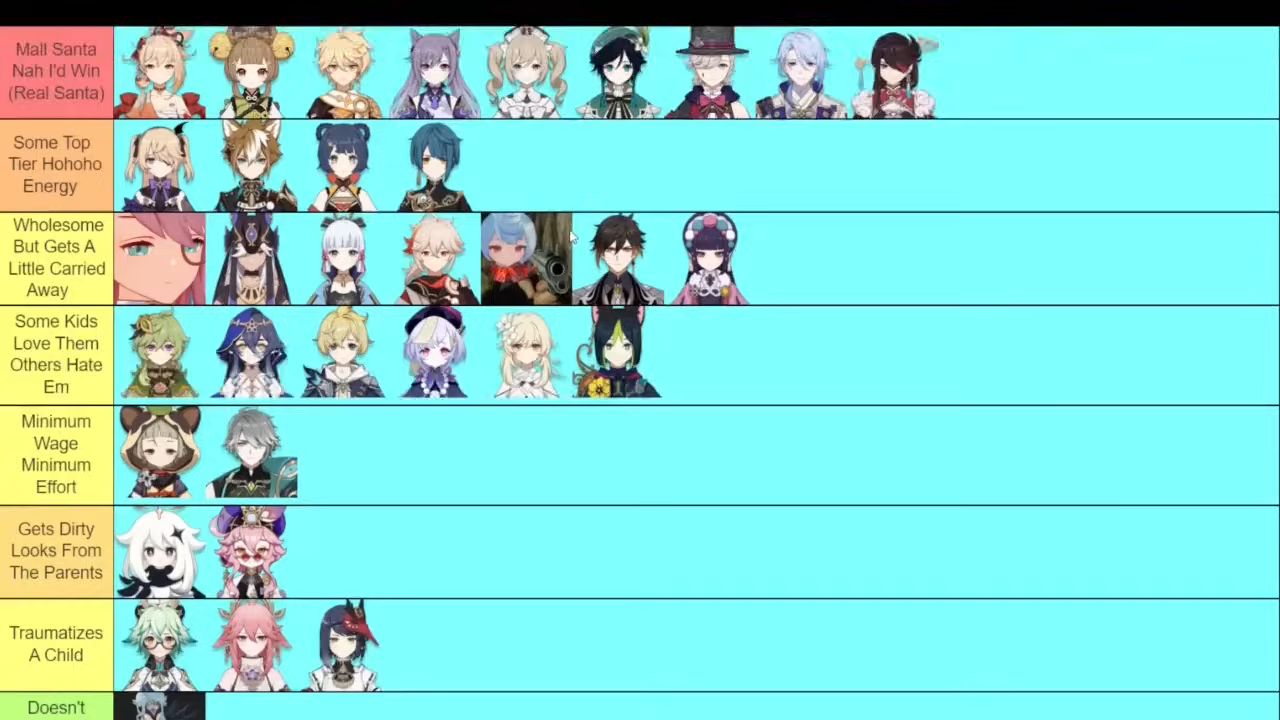 Mall Santa
Nah I'd Win
(Real Santa)
Some Top
Tier Hohoho
Energy
Wholesome
But Gets A
Little Carried
Away
Some Kids
Love Them
Others Hate
Em
Minimum
Wage
Minimum
Effort
Gets Dirty
Looks From
The Parents
Traumatizes
A Child
Doesn't